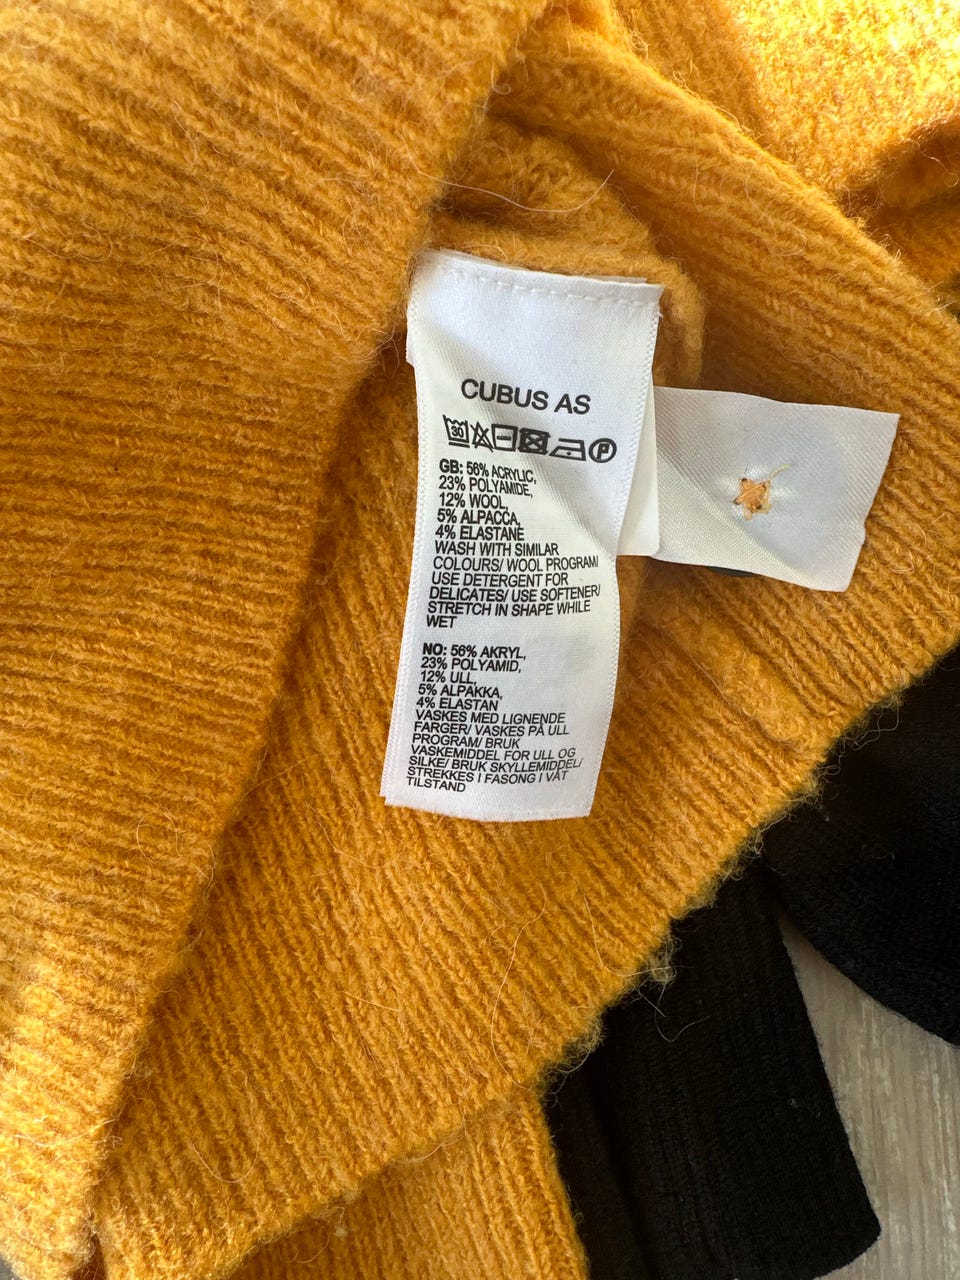 CUBUS AS
30 P
GB: 56% ACRYLIC,
23% POLYAMIDE,
12% WOOL,
5% ALPACCA,
4% ELASTANE
WASH WITH SIMILAR
COLOURS/ WOOL PROGRAM/
USE DETERGENT FOR
DELICATES/ USE SOFTENER/
STRETCH IN SHAPE WHILE
WET
NO: 56% AKRYL,
23% POLYAMID,
12% ULL,
5% ALPAKKA,
4% ELASTAN
VASKES MED LIGNENDE
FARGER/ VASKES PÅ ULL
PROGRAM/ BRUK
VASKEMIDDEL FOR ULL OG
SILKE/ BRUK SKYLLEMIDDEL/
STREKKES I FASONG I VÅT
TILSTAND